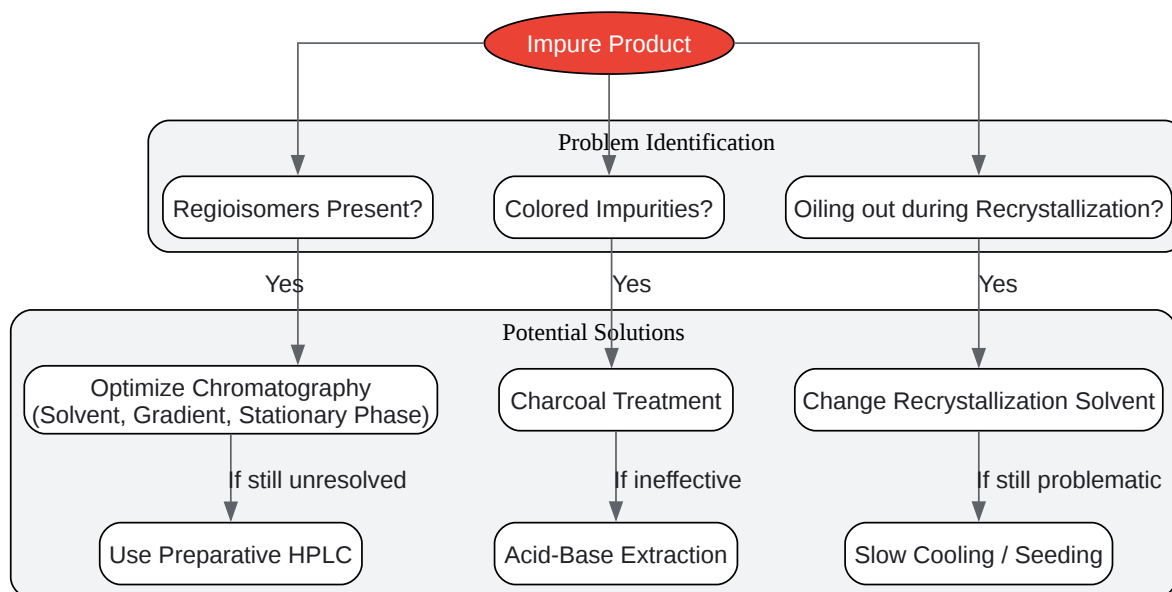 Impure Product
Problem Identification
Regioisomers Present?
Colored Impurities?
Oiling out during Recrystallization?
Yes
Yes
Yes
Potential Solutions
Optimize Chromatography
(Solvent, Gradient, Stationary Phase)
Charcoal Treatment
Change Recrystallization Solvent
If still unresolved
If ineffective
If still problematic
Use Preparative HPLC
Acid-Base Extraction
Slow Cooling / Seeding